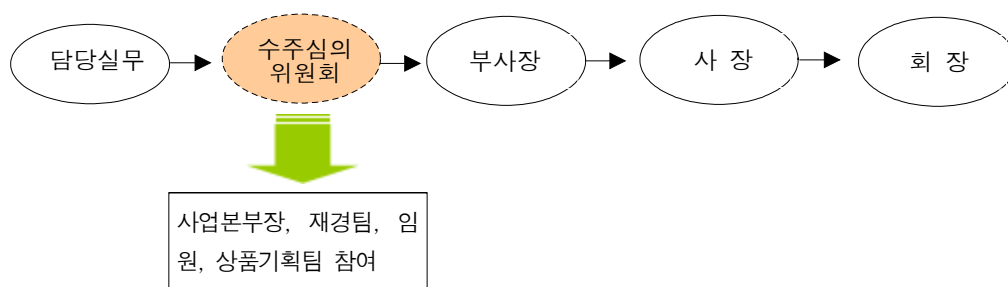 담당실무
수주심의
위원회
부사장
사 장
회 장
사업본부장, 재경팀, 임
원, 상품기획팀 참여